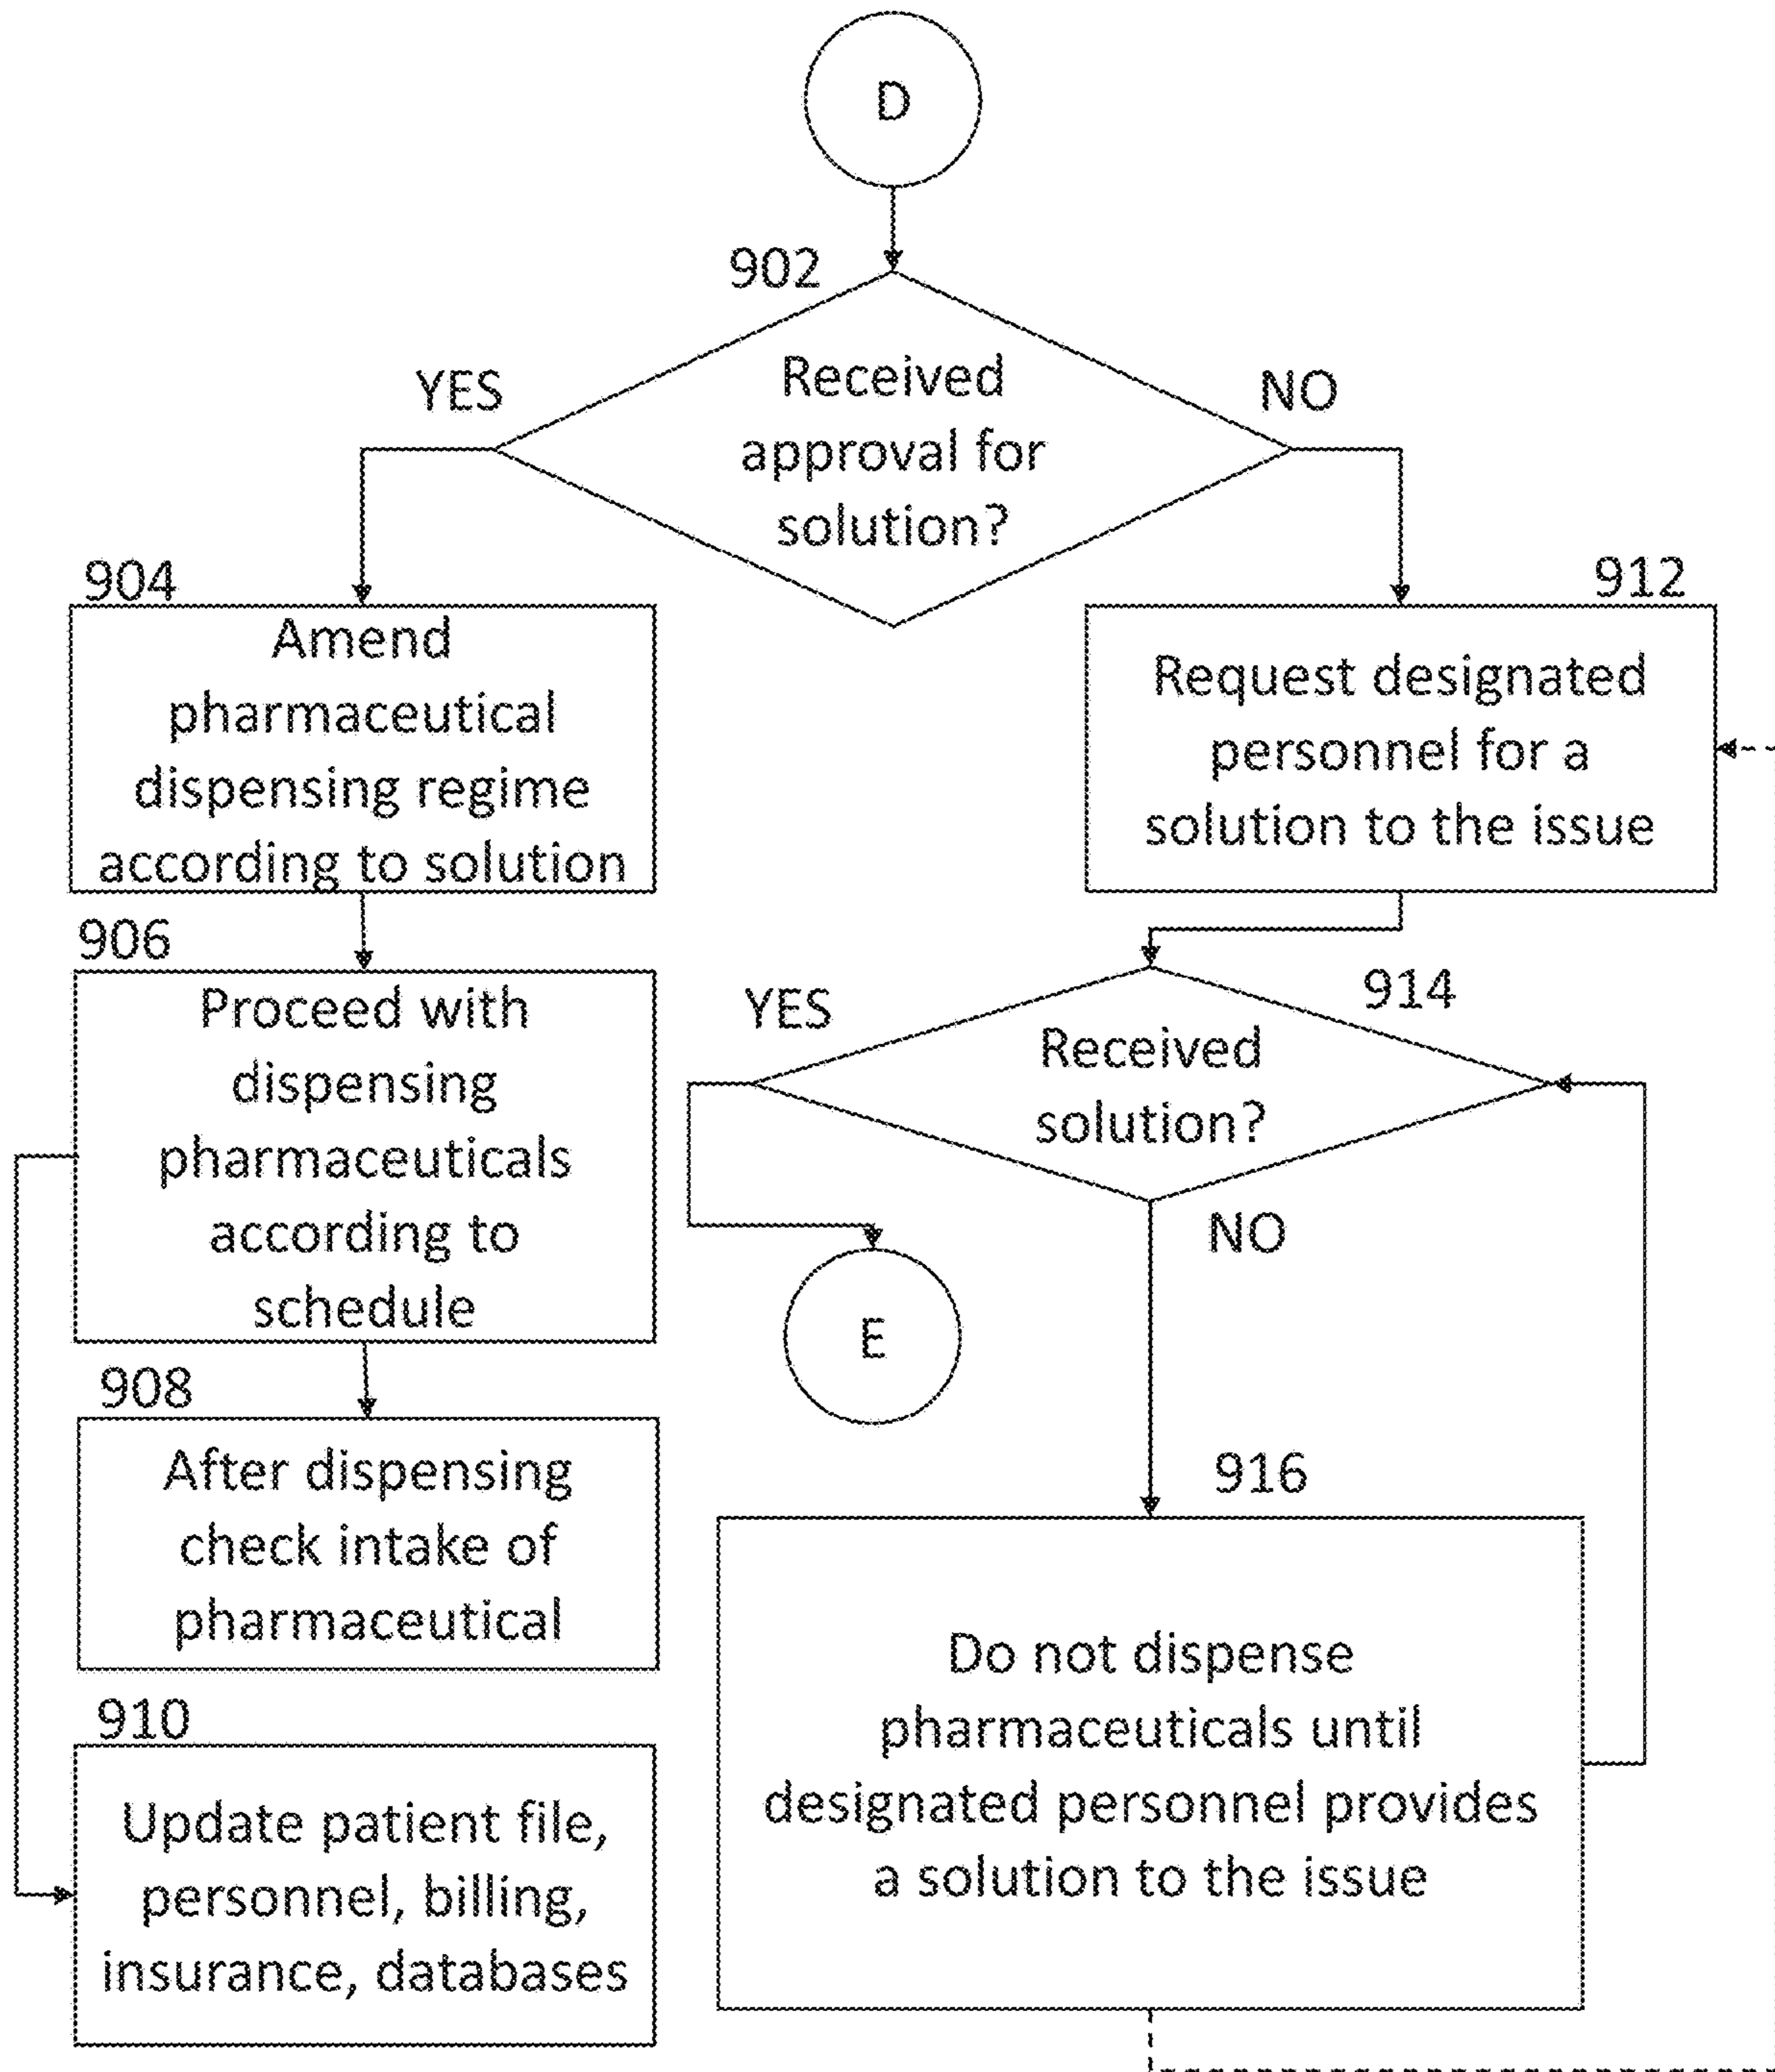 D
902
YES
Received
approval for
solution?
NO
904
Amend
pharmaceutical
dispensing regime
according to solution
912
Request designated
personnel for a
solution to the issue
906
Proceed with
dispensing
pharmaceuticals
according to
schedule
914
YES
Received
solution?
NO
E
908
After dispensing
check intake of
pharmaceutical
916
Do not dispense
pharmaceuticals until
designated personnel provides
a solution to the issue
910
Update patient file,
personnel, billing,
insurance, databases